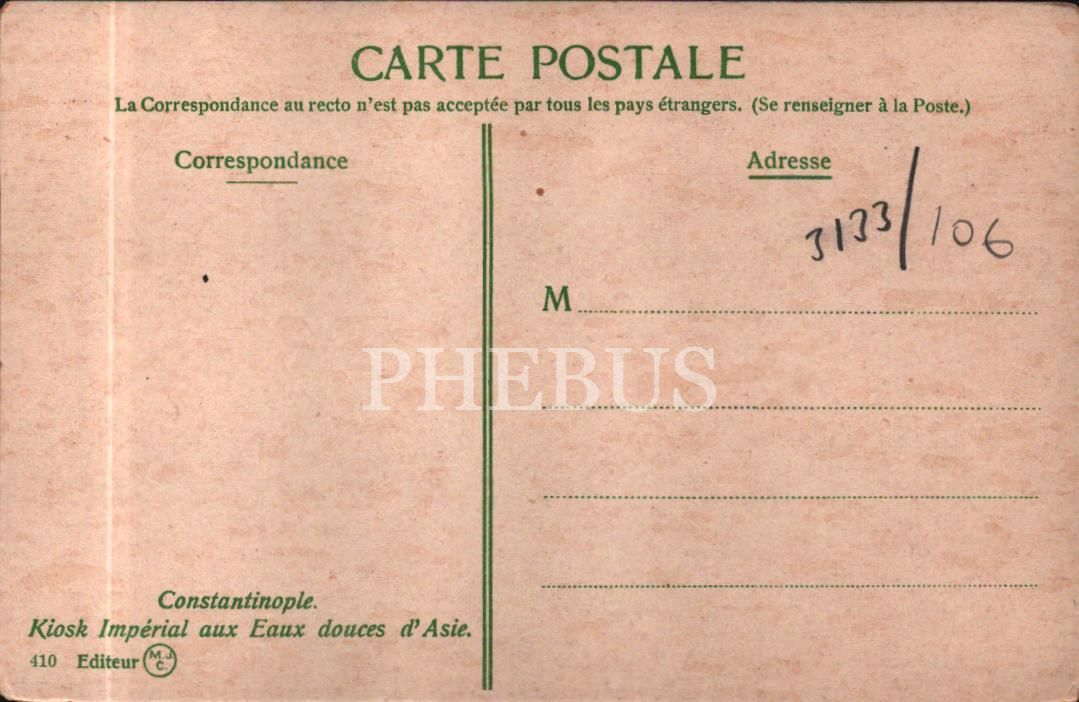 CARTE POSTALE
La Correspondance au recto n'est pas acceptée par tous les pays étrangers. (Se renseigner à la Poste.)
Correspondance
Adresse
3133/106
M
PHEBUS
Constantinople.
Kiosk Impérial aux Eaux douces d'Asie.
410 Editeur M.J.C.